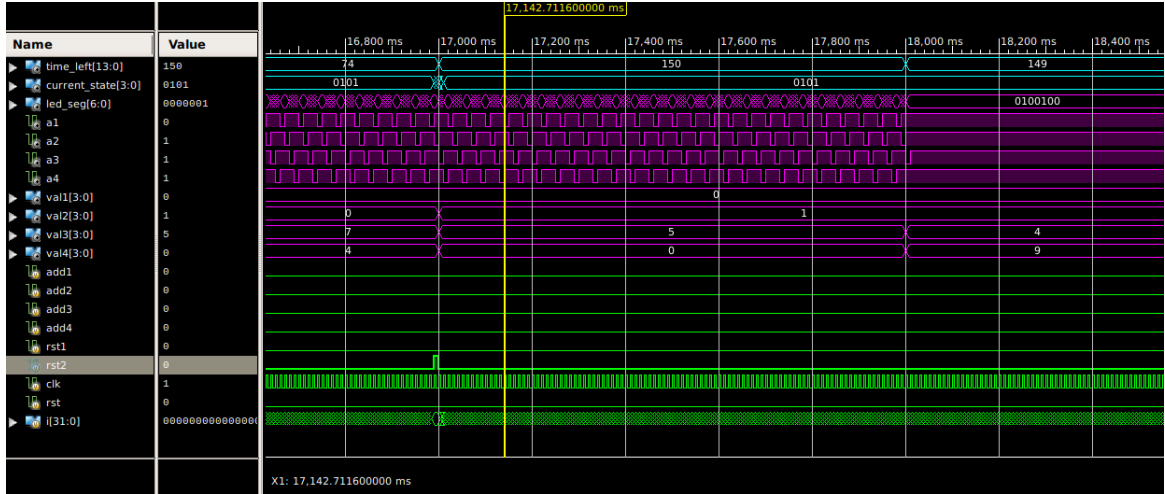 17,142.711600000 ms
Name Value 16,800 ms 17,000 ms 17,200 ms 17,400 ms 17,600 ms 17,800 ms 18,000 ms 18,200 ms 18,400 ms
time_left[13:0] 150 74 150 149
current_state[3:0] 0101 0101 0101
led_seg[6:0] 0000001 0100100
a1 0
a2 1
a3 1
a4 1
val1[3:0] 0 0
val2[3:0] 1 0 1
val3[3:0] 5 7 5 4
val4[3:0] 0 4 0 9
add1 0
add2 0
add3 0
add4 0
rst1 0
rst2 0
clk 1
rst 0
i[31:0] 000000000000000
X1: 17,142.711600000 ms